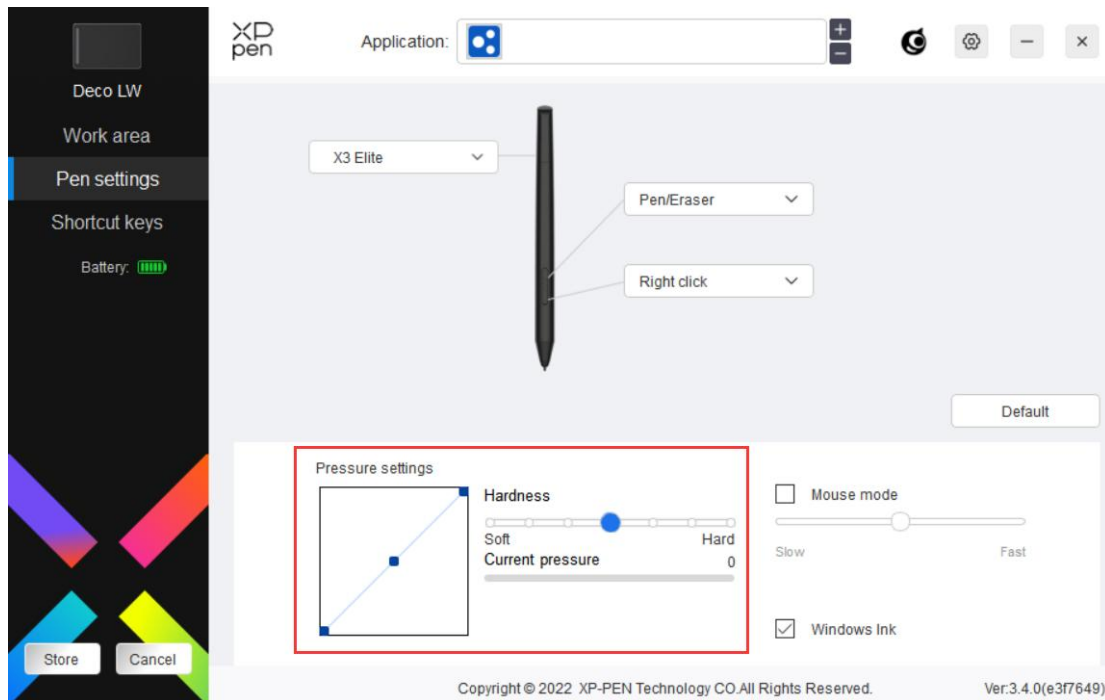 XP
pen
Application:
Deco LW
Work area
Pen settings
Shortcut keys
Battery:
X3 Elite
Pen/Eraser
Right click
Default
Pressure settings
Hardness
Soft
Hard
Current pressure
0
Mouse mode
Slow
Fast
Windows Ink
Store
Cancel
Copyright © 2022 XP-PEN Technology CO.All Rights Reserved.
Ver:3.4.0(e3f7649)